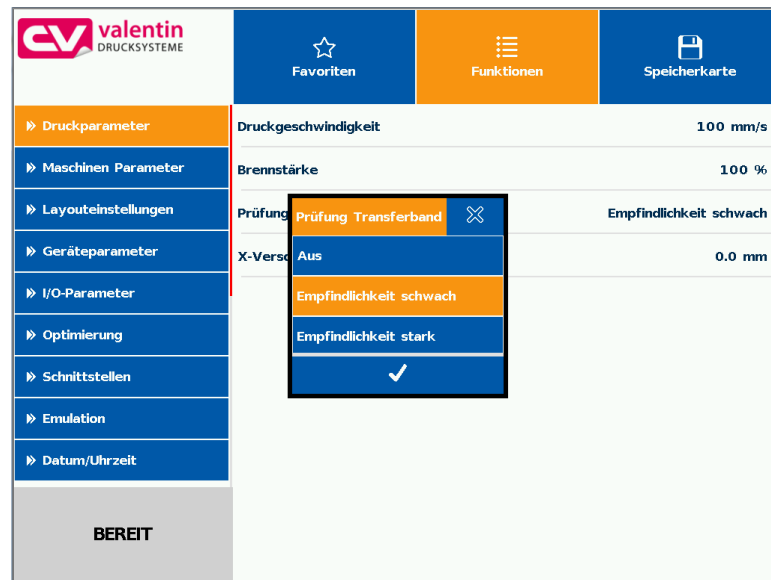 valentin
DRUCKSYSTEME
Favoriten
Funktionen
Speicherkarte
Druckparameter
Maschinen Parameter
Layouteinstellungen
Geräteparameter
I/O-Parameter
Optimierung
Schnittstellen
Emulation
Datum/Uhrzeit
BEREIT
Druckgeschwindigkeit 100 mm/s
Brennstärke 100 %
Prüfung Empfindlichkeit schwach
X-Versc 0.0 mm
Prüfung Transferband
Aus
Empfindlichkeit schwach
Empfindlichkeit stark